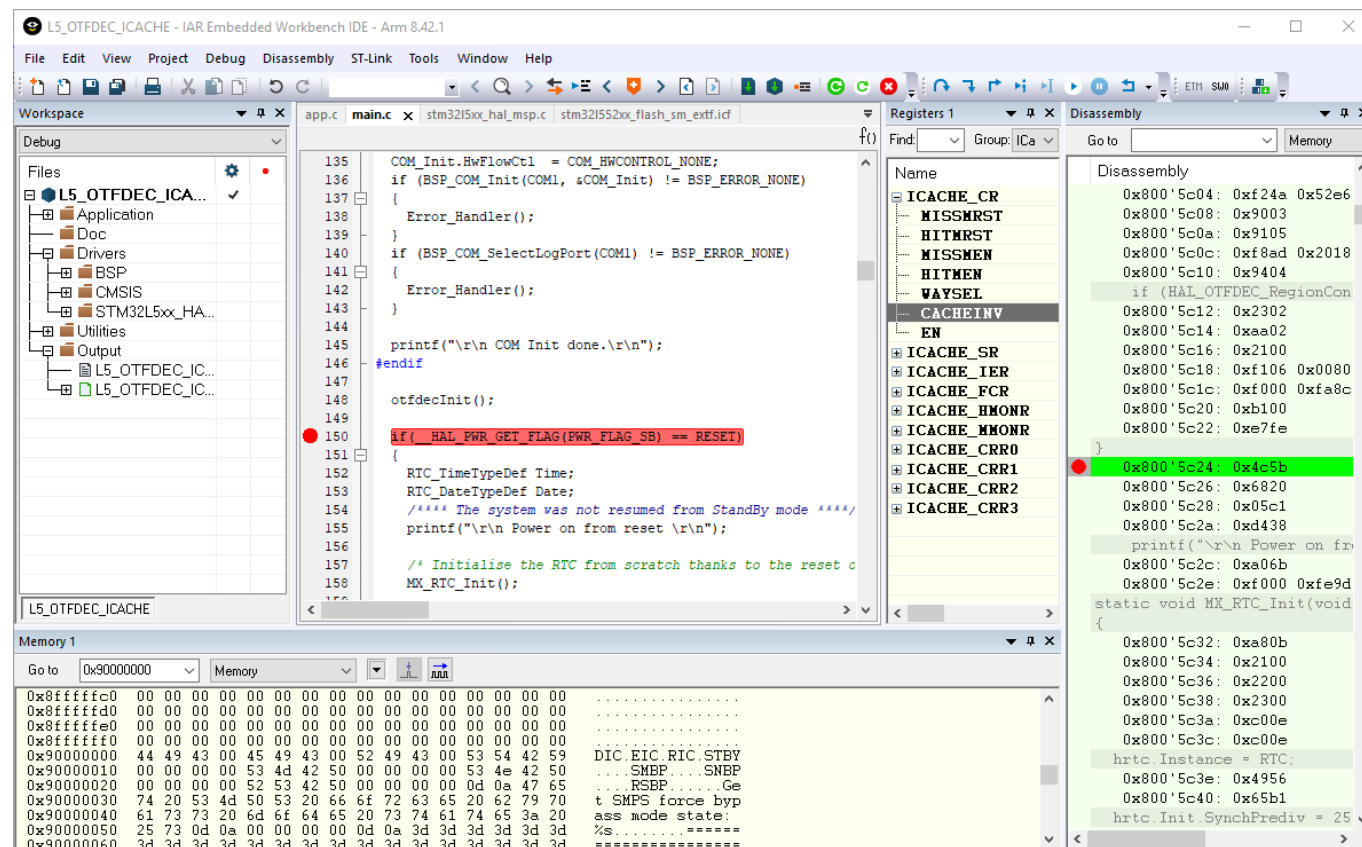 L5_OTFDEC_ICACHE - IAR Embedded Workbench IDE - Arm 8.42.1
File Edit View Project Debug Disassembly ST-Link Tools Window Help
ETM SWO
Workspace
Debug
Files
L5_OTFDEC_ICA...
Application
Doc
Drivers
BSP
CMSIS
STM32L5xx_HA...
Utilities
Output
L5_OTFDEC_IC...
L5_OTFDEC_IC...
L5_OTFDEC_ICACHE
app.c main.c x stm32l5xx_hal_msp.c stm32l552xx_flash_sm_extf.icf
f()
135 COM_Init.HwFlowCtl = COM_HWCONTROL_NONE;
136 if (BSP_COM_Init(COM1, &COM_Init) != BSP_ERROR_NONE)
137 {
138 Error_Handler();
139 }
140 if (BSP_COM_SelectLogPort(COM1) != BSP_ERROR_NONE)
141 {
142 Error_Handler();
143 }
144
145 printf("\r\n COM Init done.\r\n");
146 #endif
147
148 otfdecInit();
149
150 if(__HAL_PWR_GET_FLAG(PWR_FLAG_SB) == RESET)
151 {
152 RTC_TimeTypeDef Time;
153 RTC_DateTypeDef Date;
154 /**** The system was not resumed from StandBy mode ****/
155 printf("\r\n Power on from reset \r\n");
156
157 /* Initialise the RTC from scratch thanks to the reset c
158 MX_RTC_Init();
Registers 1
Find: Group: ICa
Name
ICACHE_CR
MISSMRST
HITMRST
MISSMEN
HITMEN
WAYSEL
CACHEINV
EN
ICACHE_SR
ICACHE_IER
ICACHE_FCR
ICACHE_HMONR
ICACHE_MMONR
ICACHE_CRR0
ICACHE_CRR1
ICACHE_CRR2
ICACHE_CRR3
Disassembly
Go to Memory
Disassembly
0x800'5c04: 0xf24a 0x52e6
0x800'5c08: 0x9003
0x800'5c0a: 0x9105
0x800'5c0c: 0xf8ad 0x2018
0x800'5c10: 0x9404
if (HAL_OTFDEC_RegionCon
0x800'5c12: 0x2302
0x800'5c14: 0xaa02
0x800'5c16: 0x2100
0x800'5c18: 0xf106 0x0080
0x800'5c1c: 0xf000 0xfa8c
0x800'5c20: 0xb100
0x800'5c22: 0xe7fe
}
0x800'5c24: 0x4c5b
0x800'5c26: 0x6820
0x800'5c28: 0x05c1
0x800'5c2a: 0xd438
printf("\r\n Power on fr
0x800'5c2c: 0xa06b
0x800'5c2e: 0xf000 0xfe9d
static void MX_RTC_Init(void
{
0x800'5c32: 0xa80b
0x800'5c34: 0x2100
0x800'5c36: 0x2200
0x800'5c38: 0x2300
0x800'5c3a: 0xc00e
0x800'5c3c: 0xc00e
hrtc.Instance = RTC;
0x800'5c3e: 0x4956
0x800'5c40: 0x65b1
hrtc.Init.SynchPrediv = 25
Memory 1
Go to 0x90000000 Memory
0x8fffffc0 00 00 00 00 00 00 00 00 00 00 00 00 00 00 00 00 ................
0x8fffffd0 00 00 00 00 00 00 00 00 00 00 00 00 00 00 00 00 ................
0x8fffffe0 00 00 00 00 00 00 00 00 00 00 00 00 00 00 00 00 ................
0x8ffffff0 00 00 00 00 00 00 00 00 00 00 00 00 00 00 00 00 ................
0x90000000 44 49 43 00 45 49 43 00 52 49 43 00 53 54 42 59 DIC.EIC.RIC.STBY
0x90000010 00 00 00 00 53 4d 42 50 00 00 00 00 53 4e 42 50 ....SMBP....SNBP
0x90000020 00 00 00 00 52 53 42 50 00 00 00 00 0d 0a 47 65 ....RSBP......Ge
0x90000030 74 20 53 4d 50 53 20 66 6f 72 63 65 20 62 79 70 t SMPS force byp
0x90000040 61 73 73 20 6d 6f 64 65 20 73 74 61 74 65 3a 20 ass mode state:
0x90000050 25 73 0d 0a 00 00 00 00 0d 0a 3d 3d 3d 3d 3d 3d %s........======
0x90000060 3d 3d 3d 3d 3d 3d 3d 3d 3d 3d 3d 3d 3d 3d 3d 3d ================